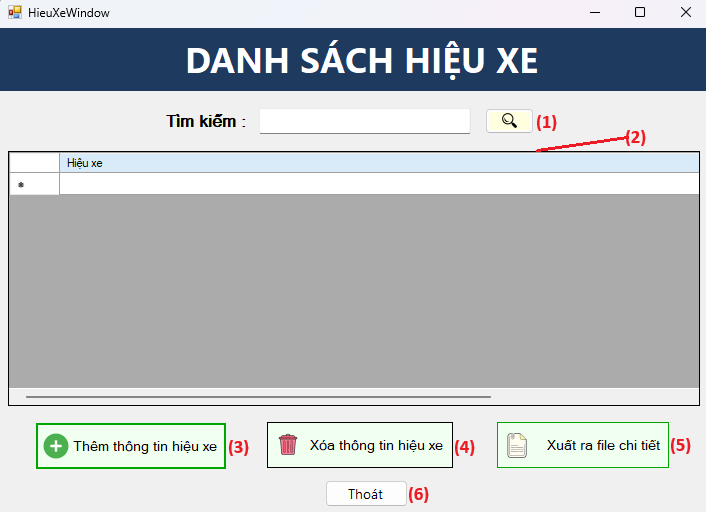 HieuXeWindow
DANH SÁCH HIỆU XE
Tìm kiếm :
(1)
(2)
Hiệu xe
*
Thêm thông tin hiệu xe (3)
Xóa thông tin hiệu xe (4)
Xuất ra file chi tiết (5)
Thoát (6)